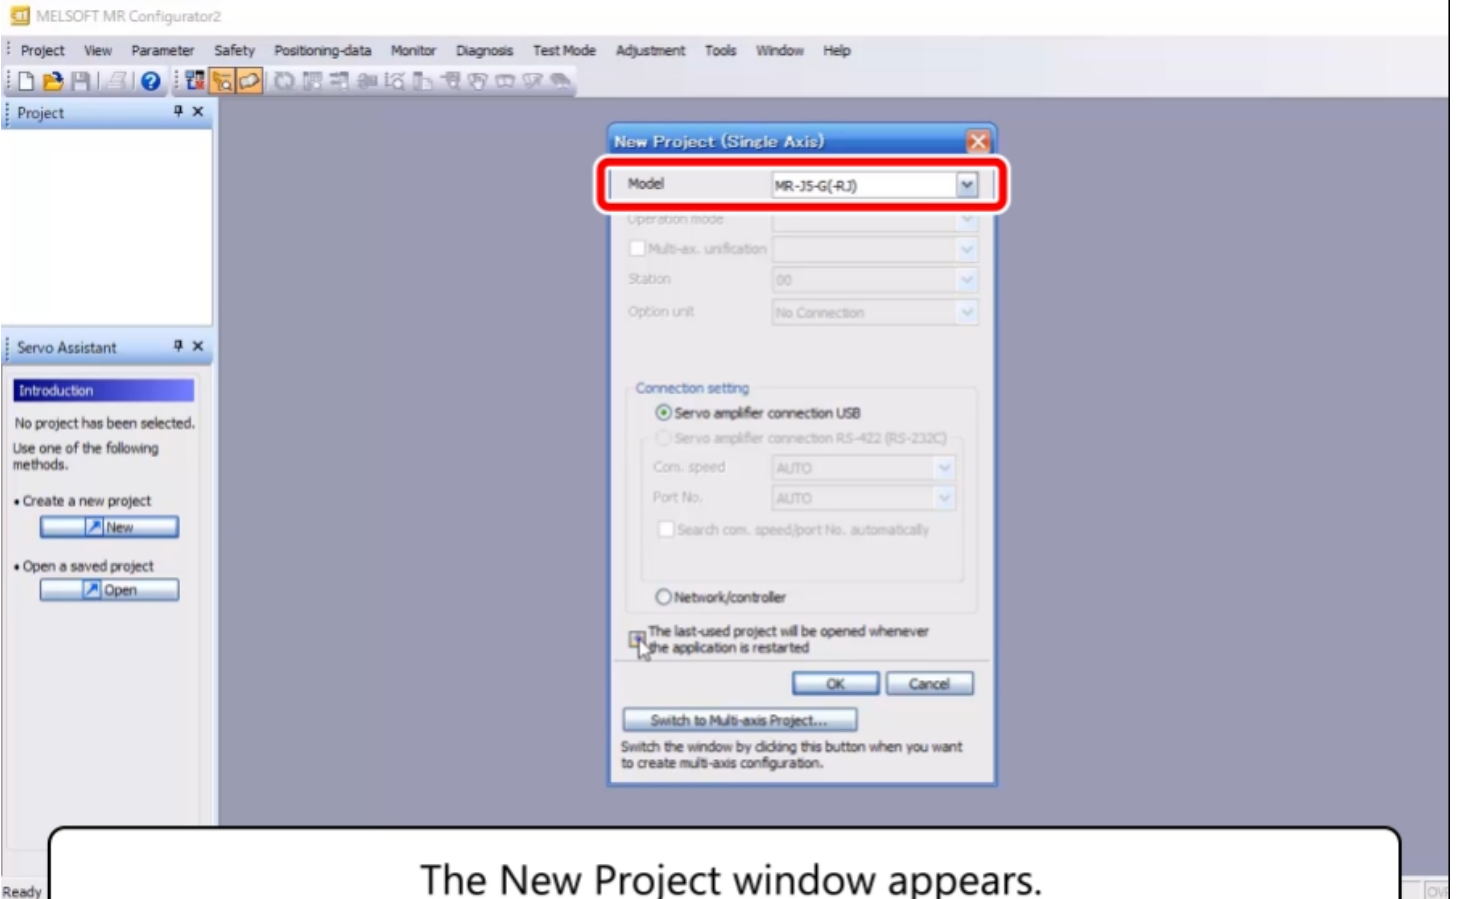 MELSOFT MR Configurator2
Project View Parameter Safety Positioning-data Monitor Diagnosis Test Mode Adjustment Tools Window Help
Project
New Project (Single Axis)
Model MR-J5-G(-RJ)
Operation mode
Multi-ax. unification
Station 00
Option unit No Connection
Servo Assistant
Introduction
No project has been selected.
Use one of the following
methods.
• Create a new project
New
• Open a saved project
Open
Connection setting
Servo amplifier connection USB
Servo amplifier connection RS-422 (RS-232C)
Com. speed AUTO
Port No. AUTO
Search com. speed/port No. automatically
Network/controller
The last-used project will be opened whenever
the application is restarted
OK Cancel
Switch to Multi-axis Project...
Switch the window by clicking this button when you want
to create multi-axis configuration.
The New Project window appears.
Ready